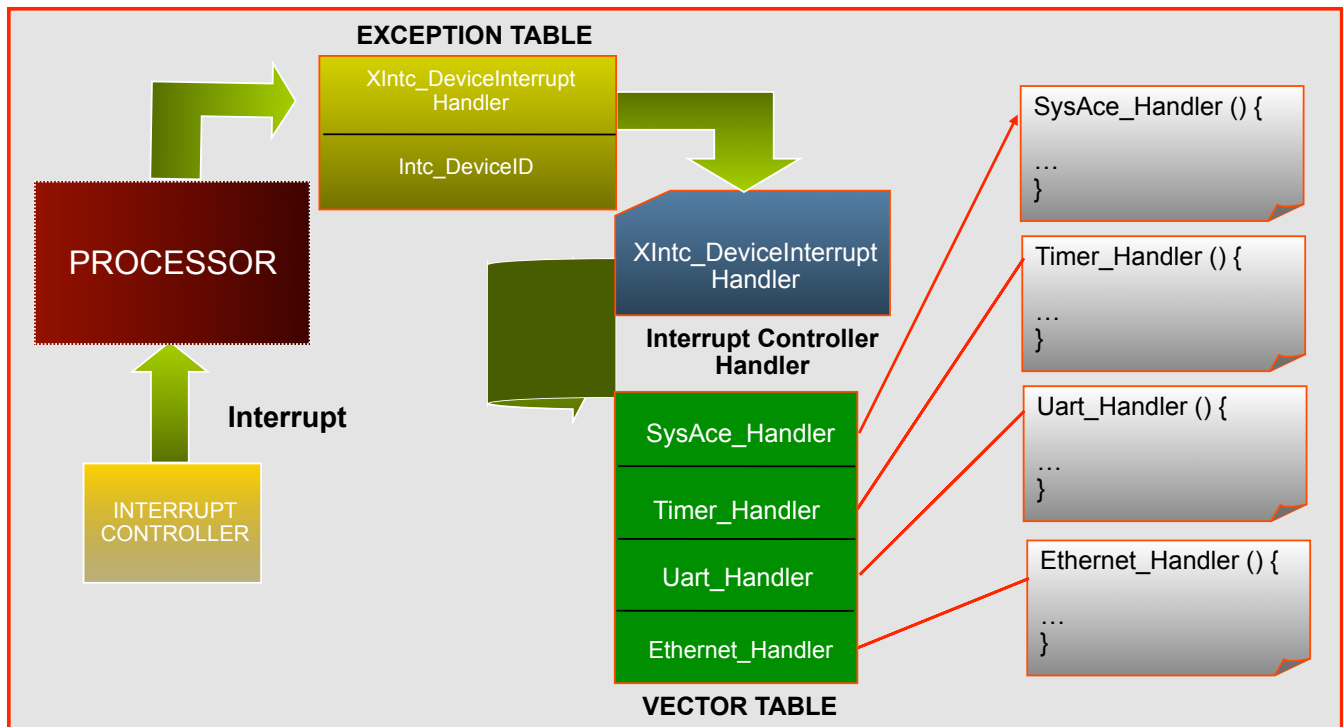 EXCEPTION TABLE
XIntc_DeviceInterrupt
Handler
Intc_DeviceID
PROCESSOR
Interrupt
INTERRUPT
CONTROLLER
XIntc_DeviceInterrupt
Handler
Interrupt Controller
Handler
SysAce_Handler
Timer_Handler
Uart_Handler
Ethernet_Handler
VECTOR TABLE
SysAce_Handler () {
…
}
Timer_Handler () {
…
}
Uart_Handler () {
…
}
Ethernet_Handler () {
…
}